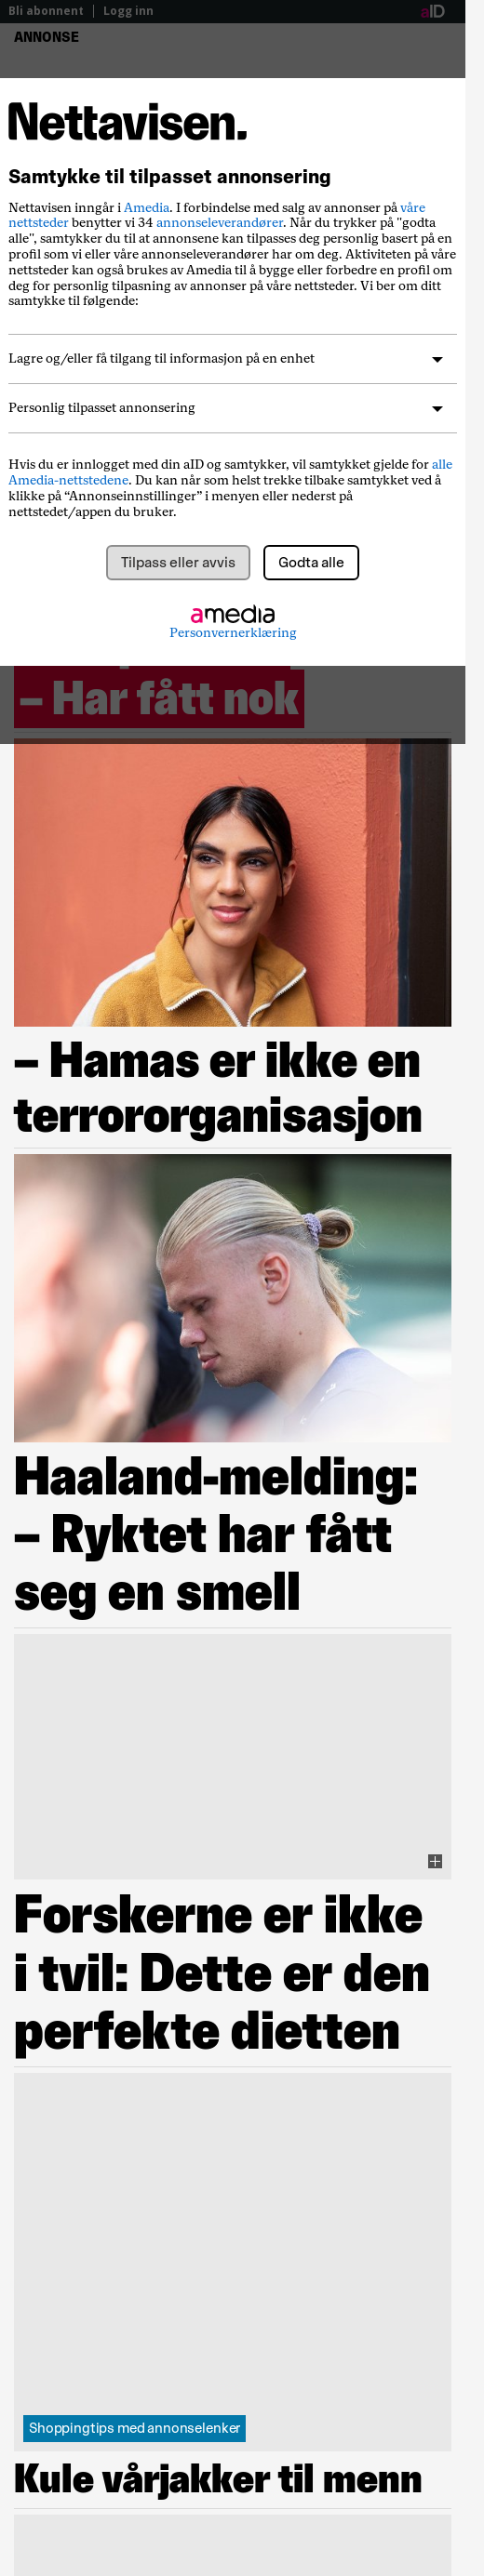 Bli abonnent | Logg inn
aID
ANNONSE
Nettavisen.
Samtykke til tilpasset annonsering
Nettavisen inngår i Amedia. I forbindelse med salg av annonser på våre
nettsteder benytter vi 34 annonseleverandører. Når du trykker på "godta
alle", samtykker du til at annonsene kan tilpasses deg personlig basert på en
profil som vi eller våre annonseleverandører har om deg. Aktiviteten på våre
nettsteder kan også brukes av Amedia til å bygge eller forbedre en profil om
deg for personlig tilpasning av annonser på våre nettsteder. Vi ber om ditt
samtykke til følgende:
Lagre og/eller få tilgang til informasjon på en enhet
Personlig tilpasset annonsering
Hvis du er innlogget med din aID og samtykker, vil samtykket gjelde for alle
Amedia-nettstedene. Du kan når som helst trekke tilbake samtykket ved å
klikke på “Annonseinnstillinger” i menyen eller nederst på
nettstedet/appen du bruker.
Tilpass eller avvis
Godta alle
amedia
Personvernerklæring
– Har fått nok
– Hamas er ikke en
terrororganisasjon
Haaland-melding:
– Ryktet har fått
seg en smell
Forskerne er ikke
i tvil: Dette er den
perfekte dietten
Shoppingtips med annonselenker
Kule vårjakker til menn